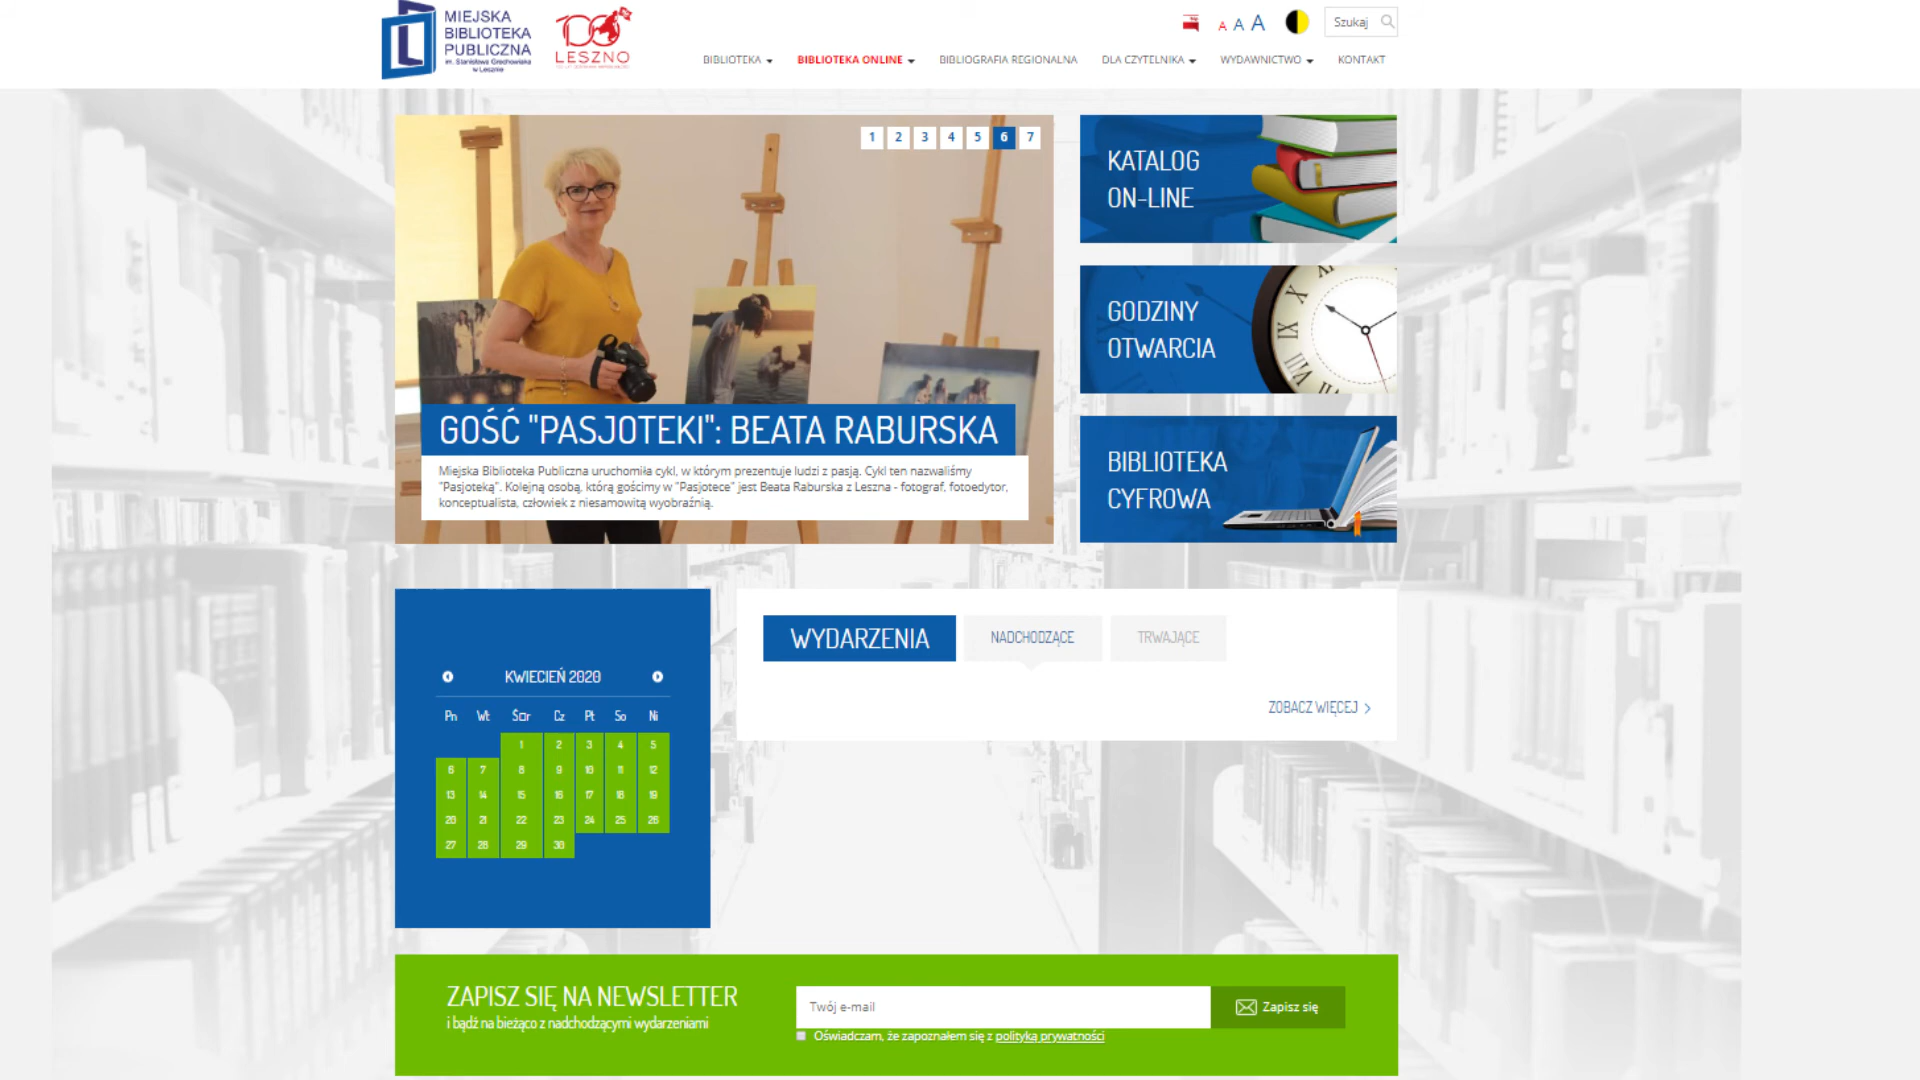 MIEJSKA
BIBLIOTEKA
PUBLICZNA
im. Stanisława Grochowiaka
w Lesznie
100
LESZNO
A A A
Szukaj
BIBLIOTEKA
BIBLIOTEKA ONLINE
BIBLIOGRAFIA REGIONALNA
DLA CZYTELNIKA
WYDAWNICTWO
KONTAKT
1 2 3 4 5 6 7
GOŚĆ "PASJOTEKI": BEATA RABURSKA
Miejska Biblioteka Publiczna uruchomiła cykl, w którym prezentuje ludzi z pasją. Cykl ten nazwaliśmy
"Pasjoteką". Kolejną osobą, którą gościmy w "Pasjotece" jest Beata Raburska z Leszna - fotograf, fotoedytor,
konceptualista, człowiek z niesamowitą wyobraźnią.
KATALOG
ON-LINE
GODZINY
OTWARCIA
BIBLIOTEKA
CYFROWA
KWIECIEŃ 2020
Pn Wt Śor Cz Pt So Ni
1 2 3 4 5
6 7 8 9 10 11 12
13 14 15 16 17 18 19
20 21 22 23 24 25 26
27 28 29 30
WYDARZENIA
NADCHODZĄCE
TRWAJĄCE
ZOBACZ WIĘCEJ >
ZAPISZ SIĘ NA NEWSLETTER
i bądź na bieżąco z nadchodzącymi wydarzeniami
Twój e-mail
Zapisz się
Oświadczam, że zapoznałem się z polityką prywatności